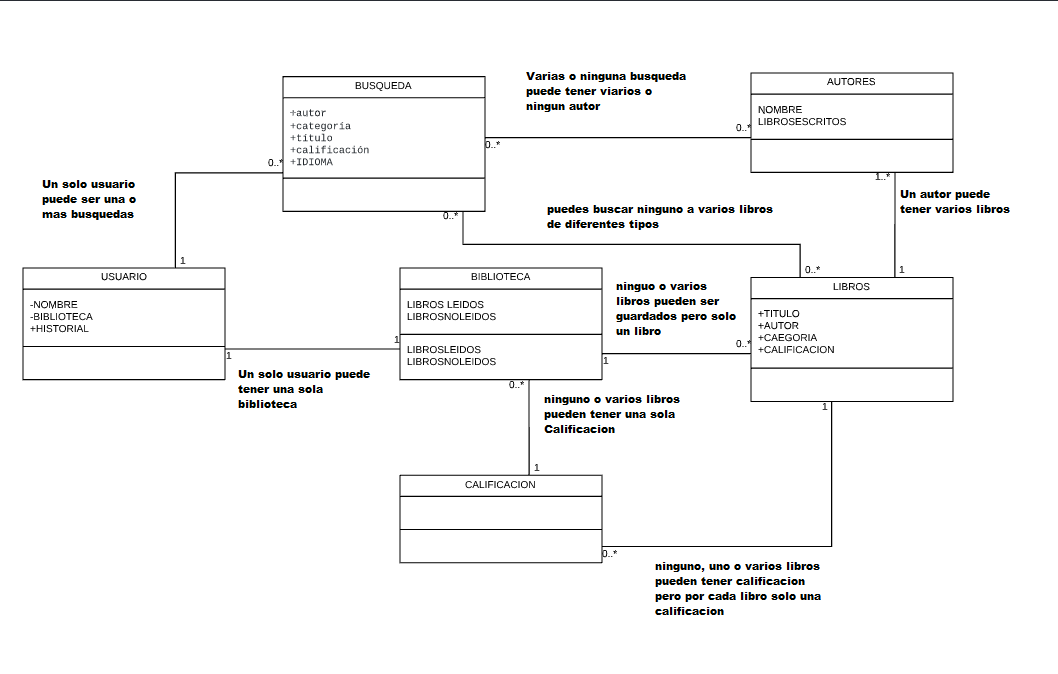 BUSQUEDA
+autor
+categoria
+titulo
+calificación
+IDIOMA
0..*
0..*
0..*
Varias o ninguna busqueda
puede tener viarios o
ningun autor
AUTORES
NOMBRE
LIBROSESCRITOS
0..*
1..*
Un solo usuario
puede ser una o
mas busquedas
1
puedes buscar ninguno a varios libros
de diferentes tipos
Un autor puede
tener varios libros
0..*
1
USUARIO
-NOMBRE
-BIBLIOTECA
+HISTORIAL
1
Un solo usuario puede
tener una sola
biblioteca
BIBLIOTECA
LIBROS LEIDOS
LIBROSNOLEIDOS
LIBROSLEIDOS
LIBROSNOLEIDOS
1
1
0..*
ninguo o varios
libros pueden ser
guardados pero solo
un libro
0..*
LIBROS
+TITULO
+AUTOR
+CAEGORIA
+CALIFICACION
1
ninguno o varios libros
pueden tener una sola
Calificacion
1
CALIFICACION
0..*
ninguno, uno o varios libros
pueden tener calificacion
pero por cada libro solo una
calificacion